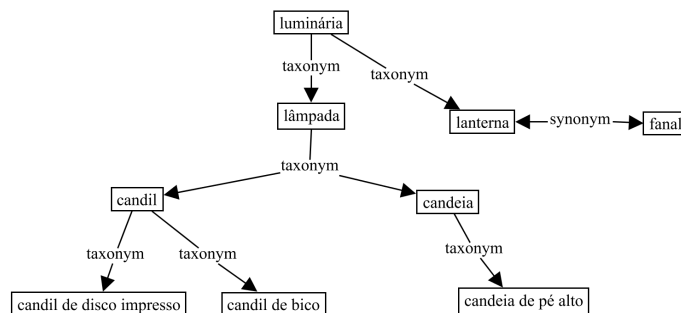 luminária
taxonym
taxonym
lâmpada
lanterna
synonym
fanal
taxonym
candil
candeia
taxonym
taxonym
taxonym
candil de disco impresso
candil de bico
candeia de pé alto